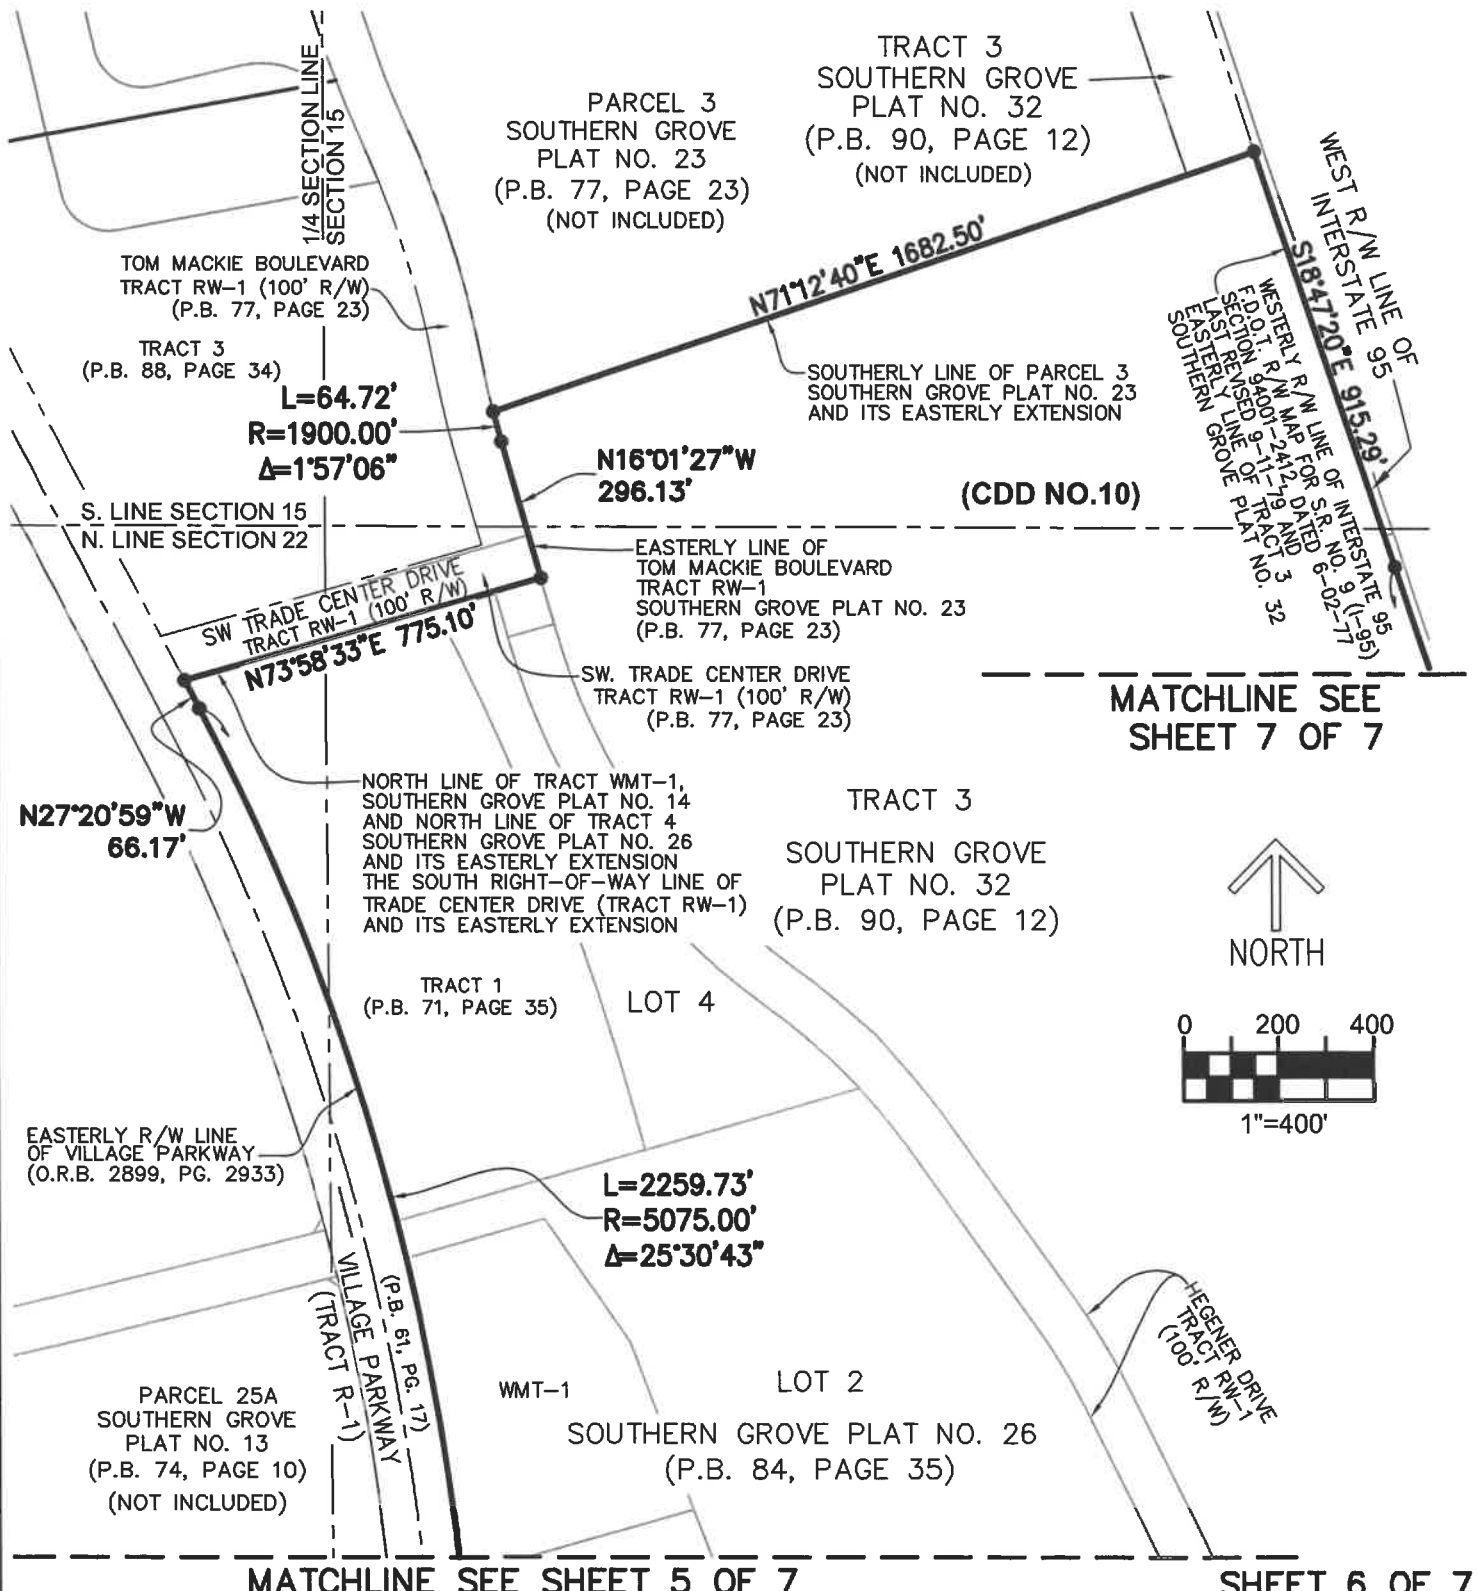 1/4 SECTION LINE
SECTION 15
PARCEL 3
SOUTHERN GROVE
PLAT NO. 23
(P.B. 77, PAGE 23)
(NOT INCLUDED)
TRACT 3
SOUTHERN GROVE
PLAT NO. 32
(P.B. 90, PAGE 12)
(NOT INCLUDED)
WEST R/W LINE OF
INTERSTATE 95
TOM MACKIE BOULEVARD
TRACT RW-1 (100' R/W)
(P.B. 77, PAGE 23)
TRACT 3
(P.B. 88, PAGE 34)
L=64.72'
R=1900.00'
Δ=1°57'06"
N71°12'40"E 1682.50'
S18°47'20"E 915.29'
WESTERLY R/W LINE OF INTERSTATE 95
F.D.O.T. R/W MAP FOR S.R. NO. 9 (I-95)
SECTION 94001-2412, DATED 6-02-77
LAST REVISED 9-11-79 AND
EASTERLY LINE OF TRACT 3
SOUTHERN GROVE PLAT NO. 32
SOUTHERLY LINE OF PARCEL 3
SOUTHERN GROVE PLAT NO. 23
AND ITS EASTERLY EXTENSION
N16°01'27"W
296.13'
(CDD NO.10)
S. LINE SECTION 15
N. LINE SECTION 22
EASTERLY LINE OF
TOM MACKIE BOULEVARD
TRACT RW-1
SOUTHERN GROVE PLAT NO. 23
(P.B. 77, PAGE 23)
SW TRADE CENTER DRIVE
TRACT RW-1 (100' R/W)
N73°58'33"E 775.10'
SW. TRADE CENTER DRIVE
TRACT RW-1 (100' R/W)
(P.B. 77, PAGE 23)
MATCHLINE SEE
SHEET 7 OF 7
N27°20'59"W
66.17'
NORTH LINE OF TRACT WMT-1,
SOUTHERN GROVE PLAT NO. 14
AND NORTH LINE OF TRACT 4
SOUTHERN GROVE PLAT NO. 26
AND ITS EASTERLY EXTENSION
THE SOUTH RIGHT-OF-WAY LINE OF
TRADE CENTER DRIVE (TRACT RW-1)
AND ITS EASTERLY EXTENSION
TRACT 3
SOUTHERN GROVE
PLAT NO. 32
(P.B. 90, PAGE 12)
NORTH
TRACT 1
(P.B. 71, PAGE 35)
LOT 4
0 200 400
1"=400'
EASTERLY R/W LINE
OF VILLAGE PARKWAY
(O.R.B. 2899, PG. 2933)
L=2259.73'
R=5075.00'
Δ=25°30'43"
(P.B. 61, PG. 17)
VILLAGE PARKWAY
(TRACT R-1)
HEGENER DRIVE
TRACT RW-1
(100' R/W)
PARCEL 25A
SOUTHERN GROVE
PLAT NO. 13
(P.B. 74, PAGE 10)
(NOT INCLUDED)
WMT-1
LOT 2
SOUTHERN GROVE PLAT NO. 26
(P.B. 84, PAGE 35)
MATCHLINE SEE SHEET 5 OF 7
SHEET 6 OF 7